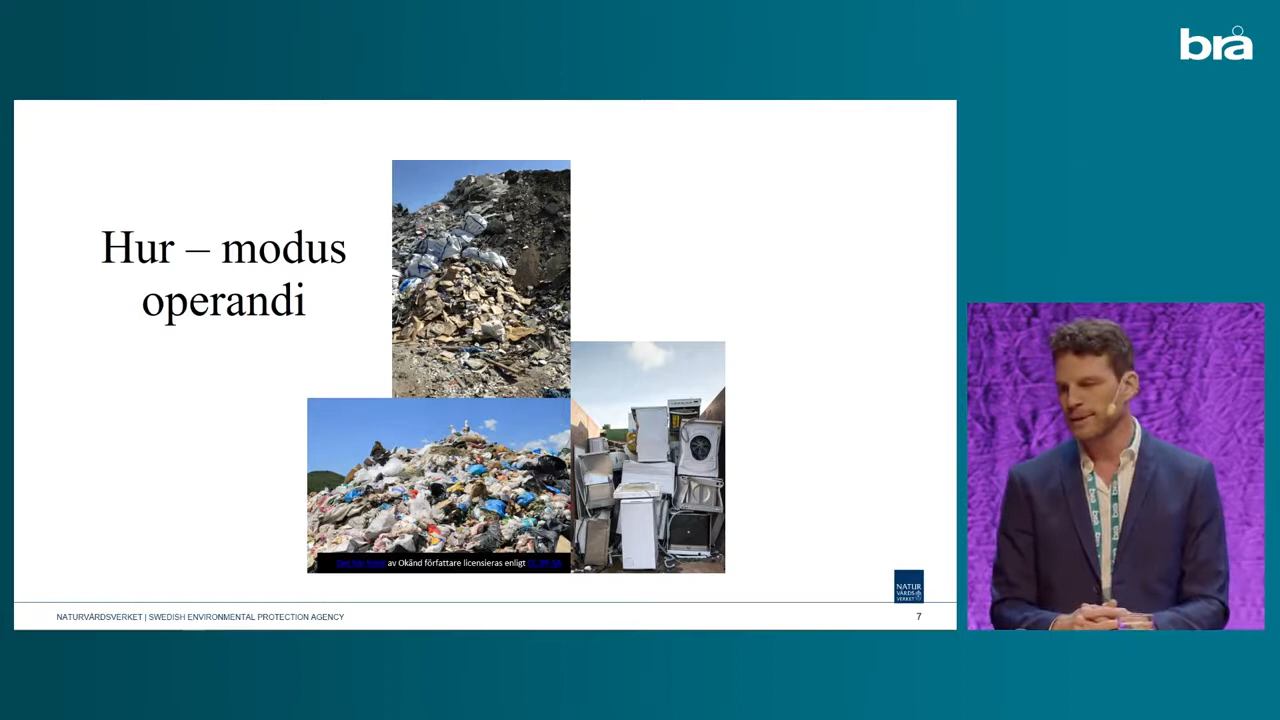 brå
Hur – modus
operandi
av Okänd författare licensieras enligt
NATUR
VÅRDS
VERKET
NATURVÅRDSVERKET | SWEDISH ENVIRONMENTAL PROTECTION AGENCY
7